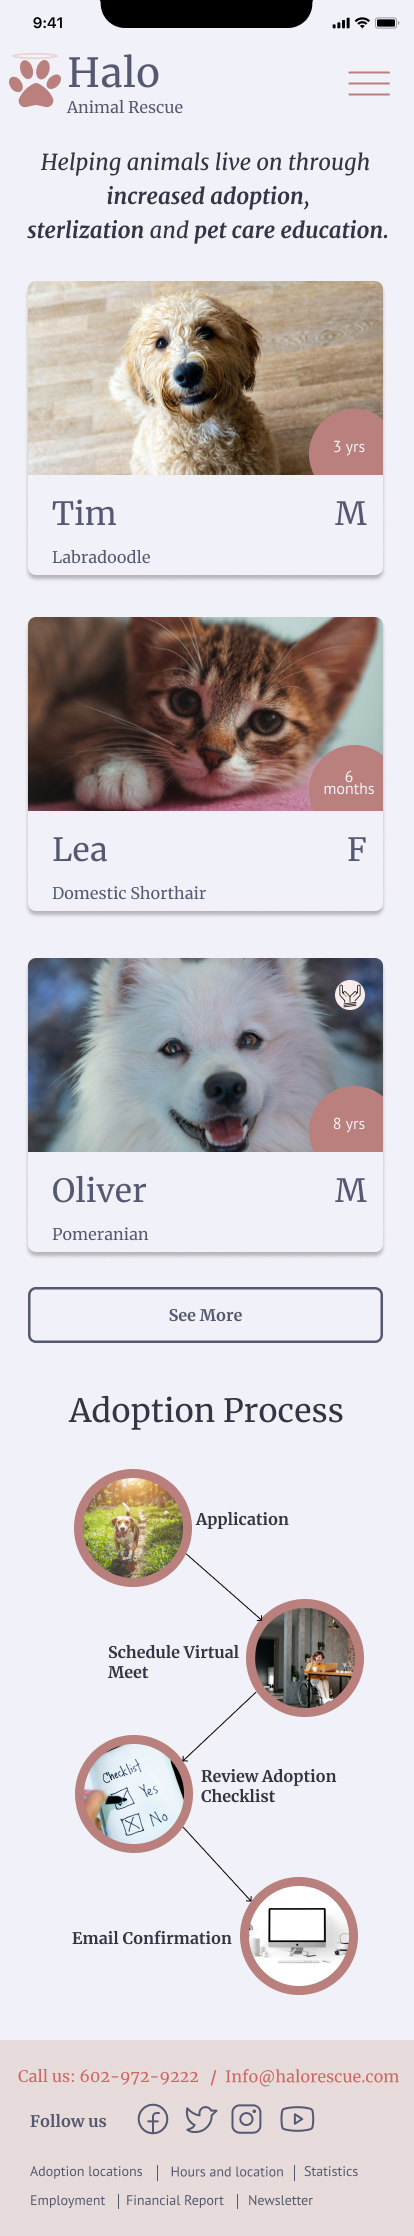 9:41
Halo
Animal Rescue
Helping animals live on through
increased adoption,
sterlization and pet care education.
3 yrs
Tim M
Labradoodle
6
months
Lea F
Domestic Shorthair
8 yrs
Oliver M
Pomeranian
See More
Adoption Process
Application
Schedule Virtual
Meet
Checklist
Yes
No
Review Adoption
Checklist
Email Confirmation
Call us: 602-972-9222 / Info@halorescue.com
Follow us
Adoption locations | Hours and location | Statistics
Employment | Financial Report | Newsletter